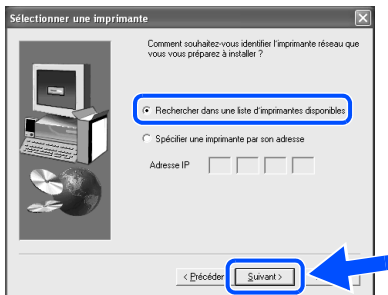 Sélectionner une imprimante
Comment souhaitez-vous identifier l'imprimante réseau que
vous vous préparez à installer ?
Rechercher dans une liste d'imprimantes disponibles
Spécifier une imprimante par son adresse
Adresse IP
< Précéden
Suivant >